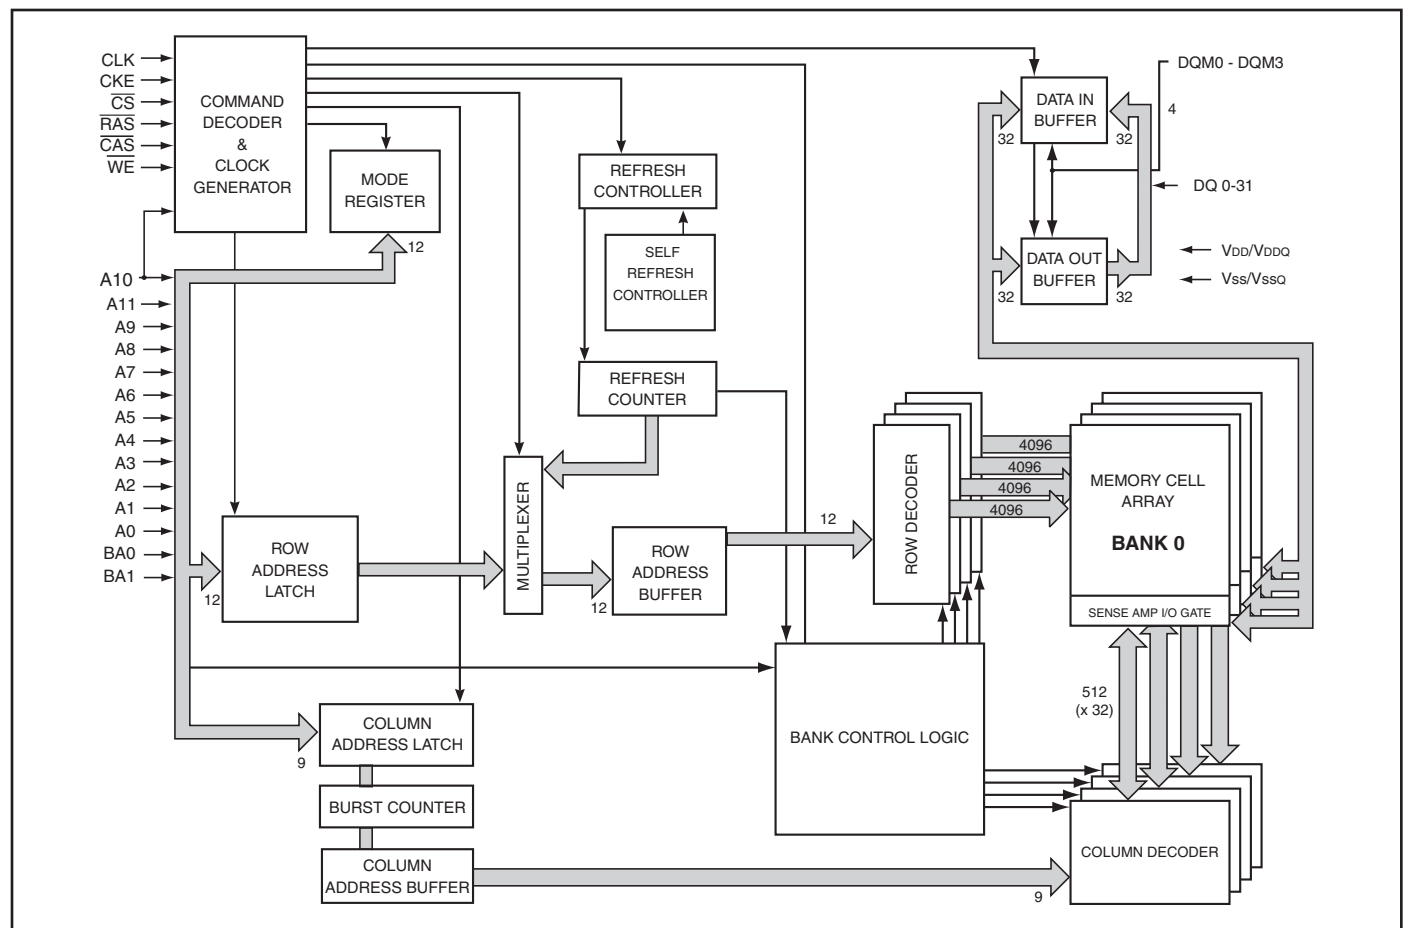 CLK
CKE
CS
RAS
CAS
WE
COMMAND
DECODER
&
CLOCK
GENERATOR
MODE
REGISTER
12
REFRESH
CONTROLLER
SELF
REFRESH
CONTROLLER
REFRESH
COUNTER
DATA IN
BUFFER
32
32
DQM0 - DQM3
4
DQ 0-31
DATA OUT
BUFFER
32
32
VDD/VDDQ
VSS/VSSQ
A10
A11
A9
A8
A7
A6
A5
A4
A3
A2
A1
A0
BA0
BA1
12
ROW
ADDRESS
LATCH
MULTIPLEXER
12
ROW
ADDRESS
BUFFER
12
ROW DECODER
4096
4096
4096
4096
MEMORY CELL
ARRAY
BANK 0
SENSE AMP I/O GATE
512
(x 32)
BANK CONTROL LOGIC
9
COLUMN
ADDRESS LATCH
BURST COUNTER
COLUMN
ADDRESS BUFFER
9
COLUMN DECODER